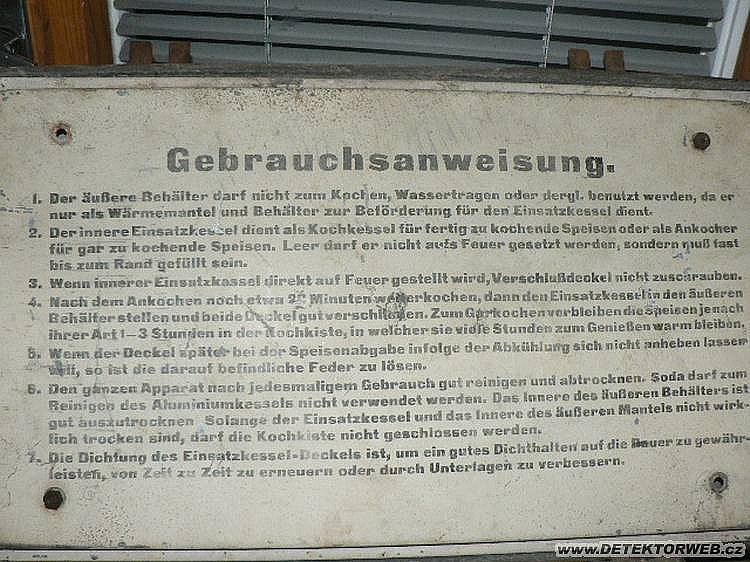 Gebrauchsanweisung.
1. Der äußere Behälter darf nicht zum Kochen, Wassertragen oder dergl. benutzt werden, da er
nur als Wärmemantel und Behälter zur Beförderung für den Einsatzkessel dient.
2. Der innere Einsatzkessel dient als Kochkessel für fertig zu kochende Speisen oder als Ankocher
für gar zu kochende Speisen. Leer darf er nicht aufs Feuer gesetzt werden, sondern muß fast
bis zum Rand gefüllt sein.
3. Wenn innerer Einsatzkessel direkt auf Feuer gestellt wird, Verschlußdeckel nicht zuschrauben.
4. Nach dem Ankochen noch etwa Minuten weiterkochen, dann den Einsatzkessel in den äußeren
Behälter stellen und beide Deckel gut verschließen. Zum Garkochen verbleiben die Speisen je nach
ihrer Art 1–3 Stunden in der Kochkiste, in welcher sie viele Stunden zum Genießen warm bleiben.
5. Wenn der Deckel später bei der Speisenabgabe infolge der Abkühlung sich nicht anheben lassen
will, so ist die darauf befindliche Feder zu lösen.
6. Den ganzen Apparat nach jedesmaligem Gebrauch gut reinigen und abtrocknen. Soda darf zum
Reinigen des Aluminiumkessels nicht verwendet werden. Das Innere des äußeren Behälters ist
gut auszutrocknen. Solange der Einsatzkessel und das Innere des äußeren Mantels nicht wirk-
lich trocken sind, darf die Kochkiste nicht geschlossen werden.
7. Die Dichtung des Einsatzkessel-Deckels ist, um ein gutes Dichthalten auf die Dauer zu gewähr-
leisten, von Zeit zu Zeit zu erneuern oder durch Unterlagen zu verbessern.
www.DETEKTORWEB.cz